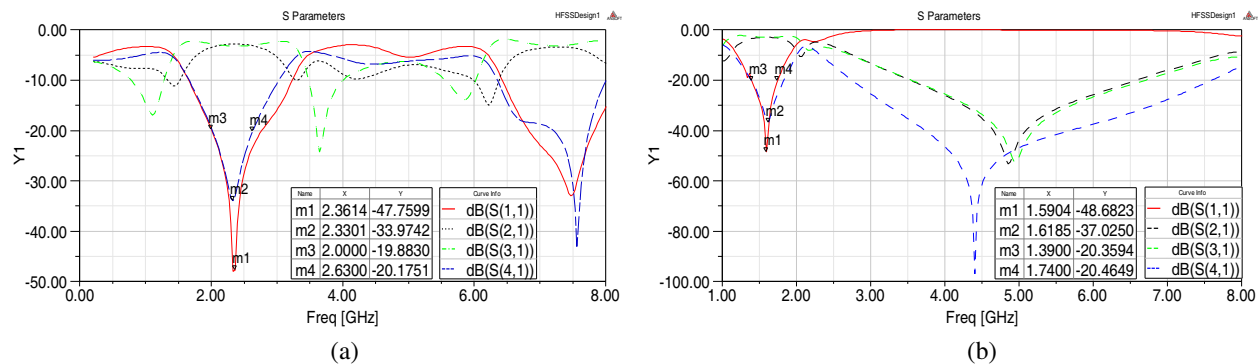 S Parameters
HFSSDesign1
0.00
-10.00
-20.00
-30.00
-40.00
-50.00
Y1
m3
m4
m2
m1
Name X Y
m1 2.3614 -47.7599
m2 2.3301 -33.9742
m3 2.0000 -19.8830
m4 2.6300 -20.1751
Curve Info
dB(S(1,1))
dB(S(2,1))
dB(S(3,1))
dB(S(4,1))
0.00 2.00 4.00 6.00 8.00
Freq [GHz]
(a)
S Parameters
HFSSDesign1
0.00
-20.00
-40.00
-60.00
-80.00
-100.00
Y1
m3
m4
m2
m1
Name X Y
m1 1.5904 -48.6823
m2 1.6185 -37.0250
m3 1.3900 -20.3594
m4 1.7400 -20.4649
Curve Info
dB(S(1,1))
dB(S(2,1))
dB(S(3,1))
dB(S(4,1))
1.00 2.00 3.00 4.00 5.00 6.00 7.00 8.00
Freq [GHz]
(b)